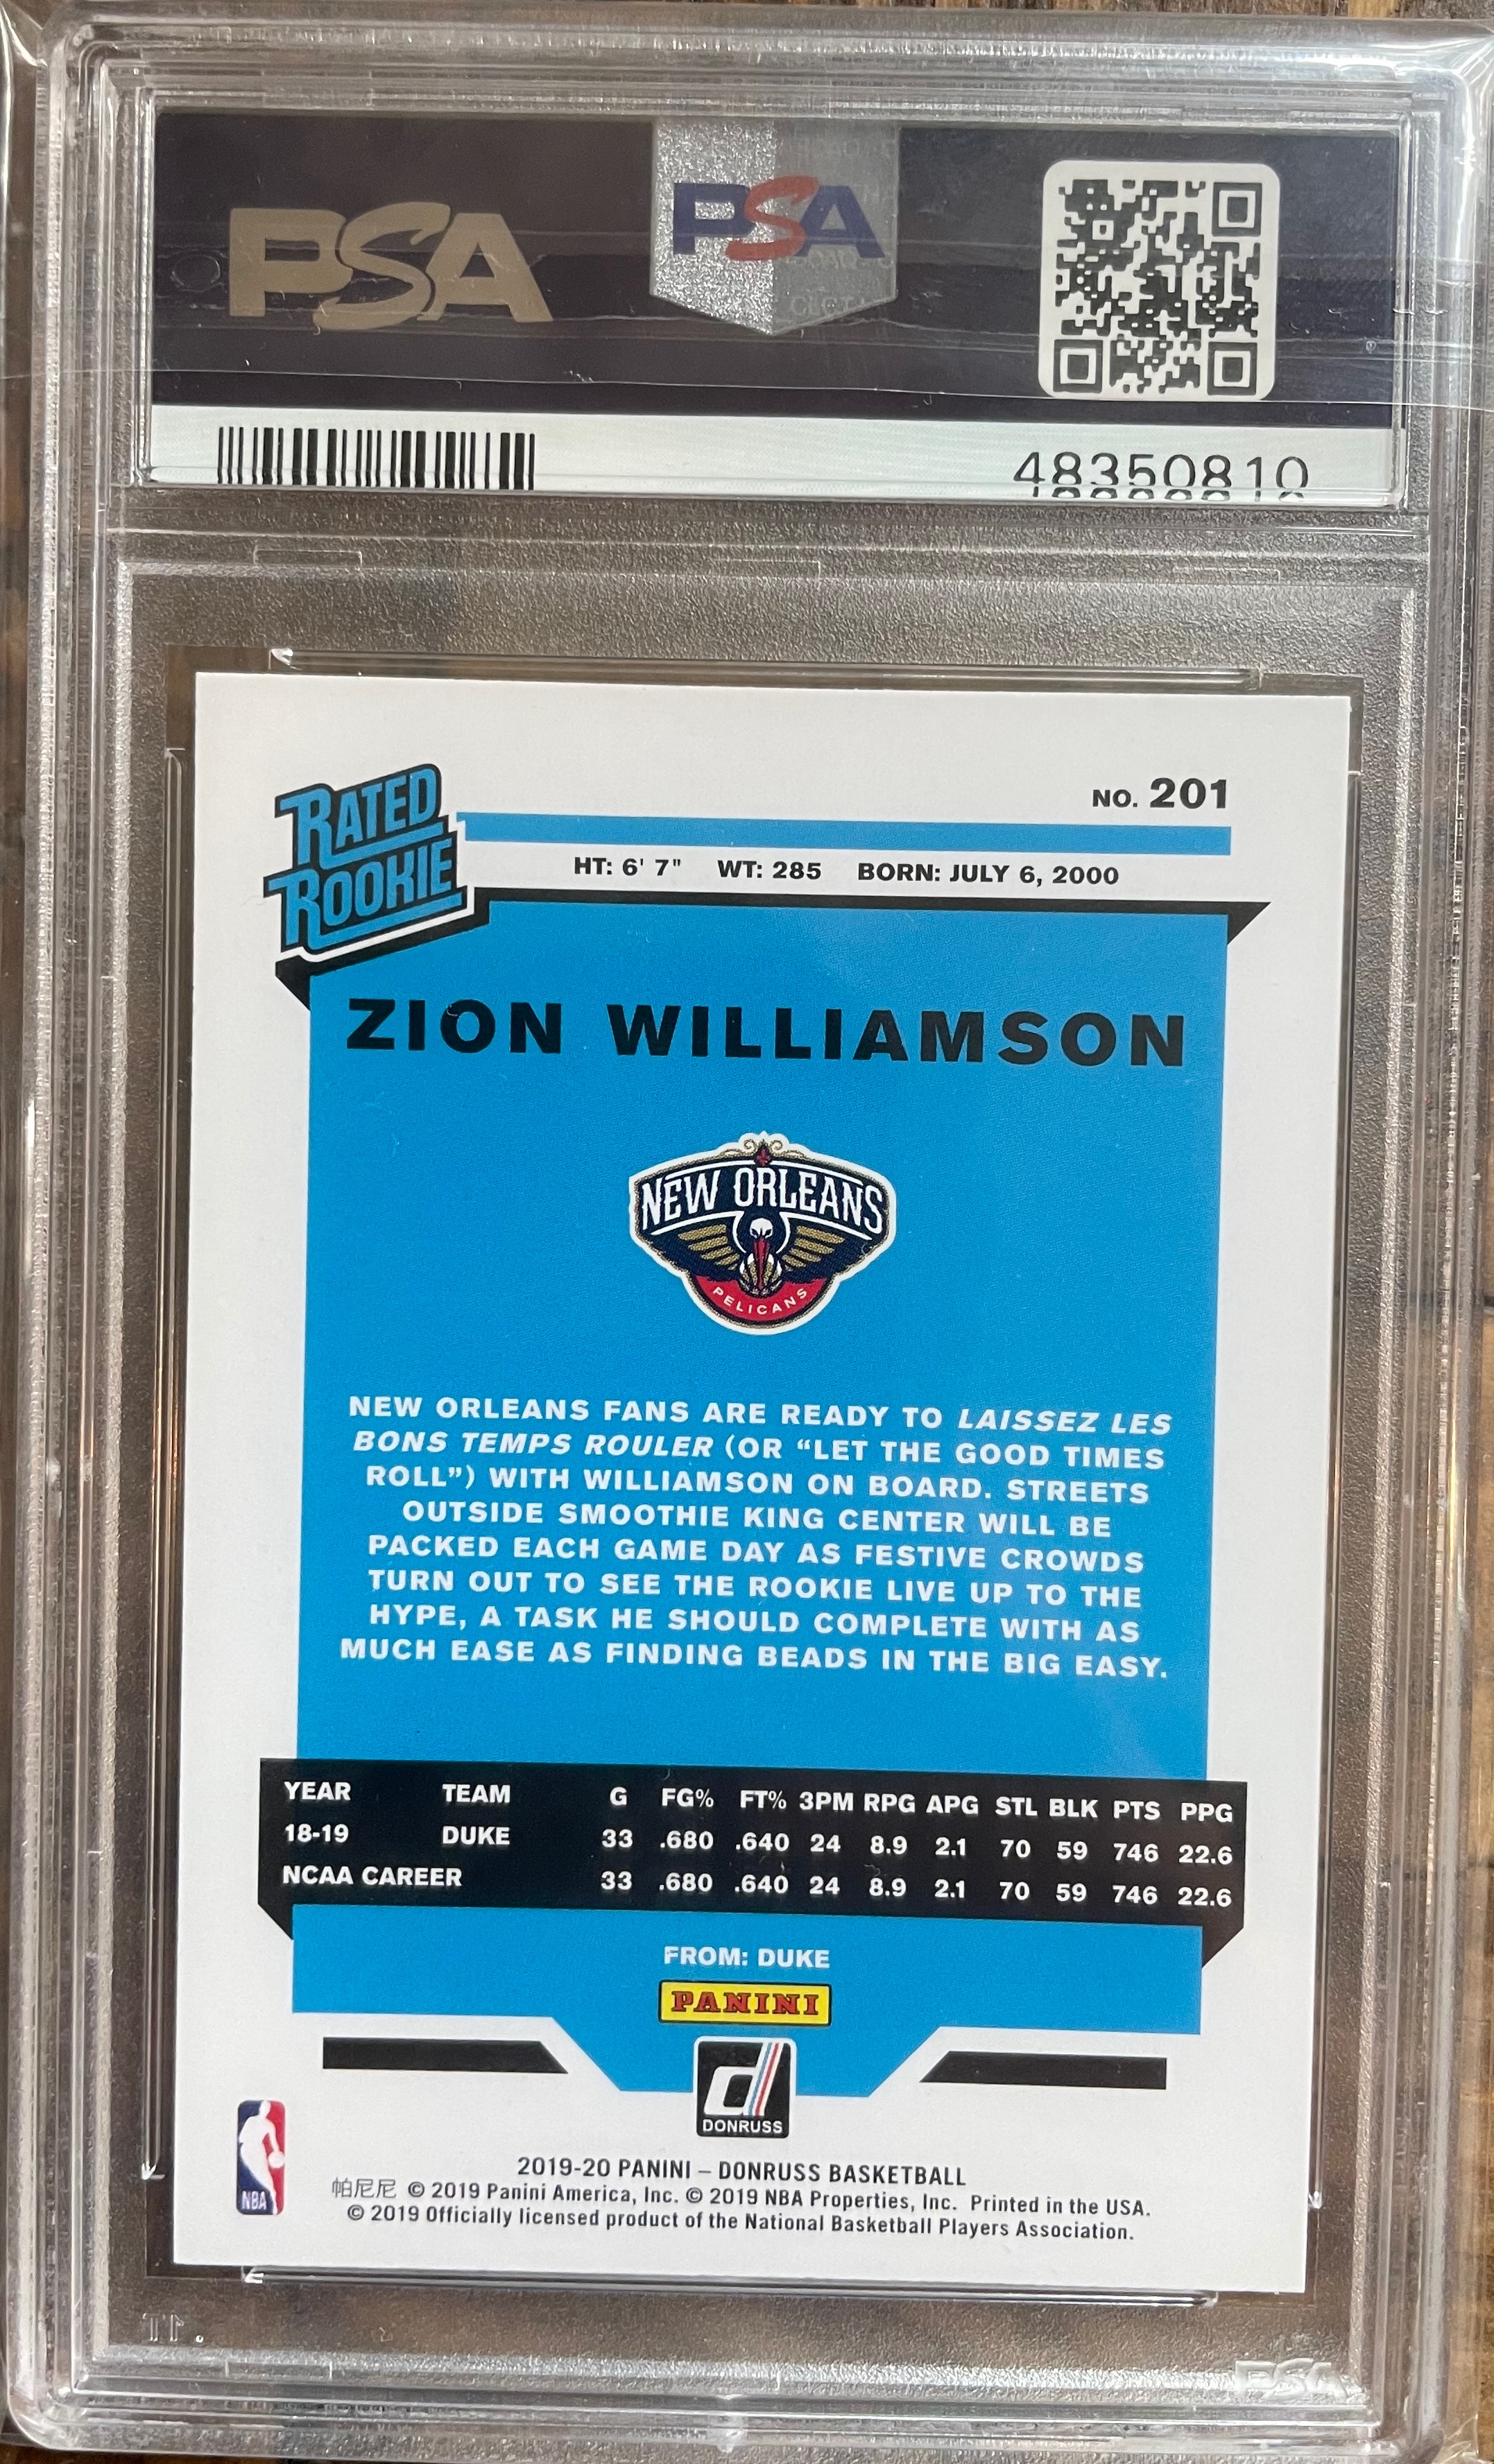 PSA
PSA
48350810
RATED
ROOKIE
NO. 201
HT: 6' 7" WT: 285 BORN: JULY 6, 2000
ZION WILLIAMSON
NEW ORLEANS
PELICANS
NEW ORLEANS FANS ARE READY TO LAISSEZ LES
BONS TEMPS ROULER (OR “LET THE GOOD TIMES
ROLL”) WITH WILLIAMSON ON BOARD. STREETS
OUTSIDE SMOOTHIE KING CENTER WILL BE
PACKED EACH GAME DAY AS FESTIVE CROWDS
TURN OUT TO SEE THE ROOKIE LIVE UP TO THE
HYPE, A TASK HE SHOULD COMPLETE WITH AS
MUCH EASE AS FINDING BEADS IN THE BIG EASY.
YEAR TEAM G FG% FT% 3PM RPG APG STL BLK PTS PPG
18-19 DUKE 33 .680 .640 24 8.9 2.1 70 59 746 22.6
NCAA CAREER 33 .680 .640 24 8.9 2.1 70 59 746 22.6
FROM: DUKE
PANINI
d
DONRUSS
NBA
2019-20 PANINI – DONRUSS BASKETBALL
帕尼尼 © 2019 Panini America, Inc. © 2019 NBA Properties, Inc. Printed in the USA.
© 2019 Officially licensed product of the National Basketball Players Association.
PSA